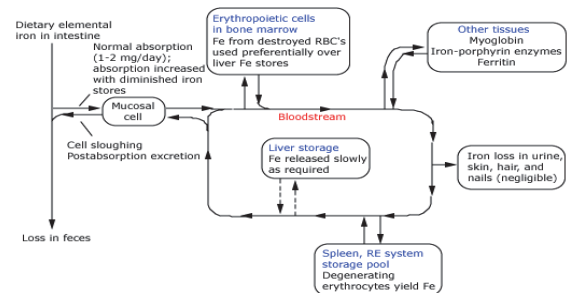 Dietary elemental
iron in intestine
Normal absorption
(1-2 mg/day);
absorption increased
with diminished iron
stores
Mucosal
cell
Cell sloughing
Postabsorption excretion
Loss in feces
Erythropoietic cells
in bone marrow
Fe from destroyed RBC's
used preferentially over
liver Fe stores
Other tissues
Myoglobin
Iron-porphyrin enzymes
Ferritin
Bloodstream
Liver storage
Fe released slowly
as required
Iron loss in urine,
skin, hair, and
nails (negligible)
Spleen, RE system
storage pool
Degenerating
erythrocytes yield Fe